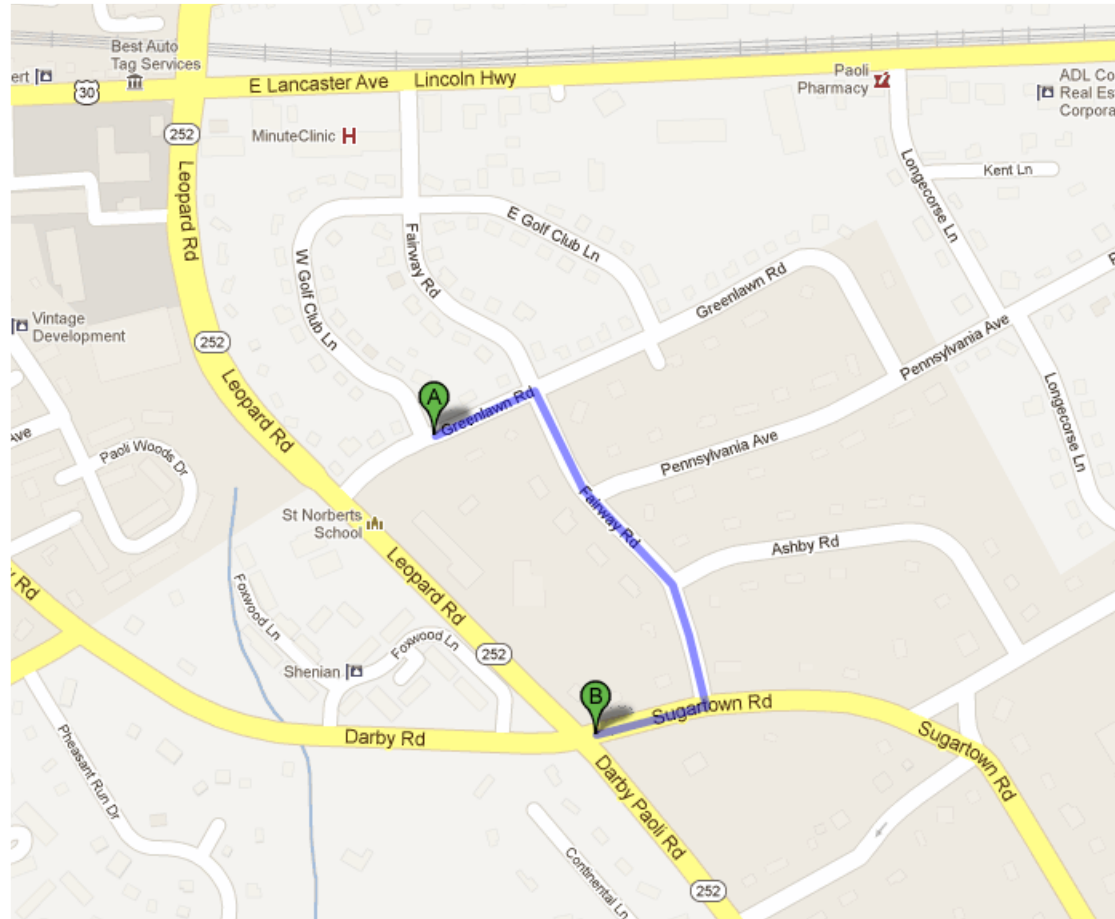 Best Auto
Tag Services
ert
30
E Lancaster Ave
Lincoln Hwy
Paoli
Pharmacy
ADL Co
Real Es
Corpora
252
MinuteClinic H
Leopard Rd
Kent Ln
Longecorse Ln
E Golf Club Ln
Fairway Rd
W Golf Club Ln
Greenlawn Rd
Vintage
Development
252
Pennsylvania Ave
Leopard Rd
A
Greenlawn Rd
Longecorse Ln
Ave
Paoli Woods Dr
Pennsylvania Ave
Fairway Rd
St Norberts
School
Ashby Rd
Leopard Rd
y Rd
Foxwood Ln
Foxwood Ln
252
Shenian
B
Sugartown Rd
Darby Rd
Sugartown Rd
Pheasant Run Dr
Darby Paoli Rd
Continental Ln
252